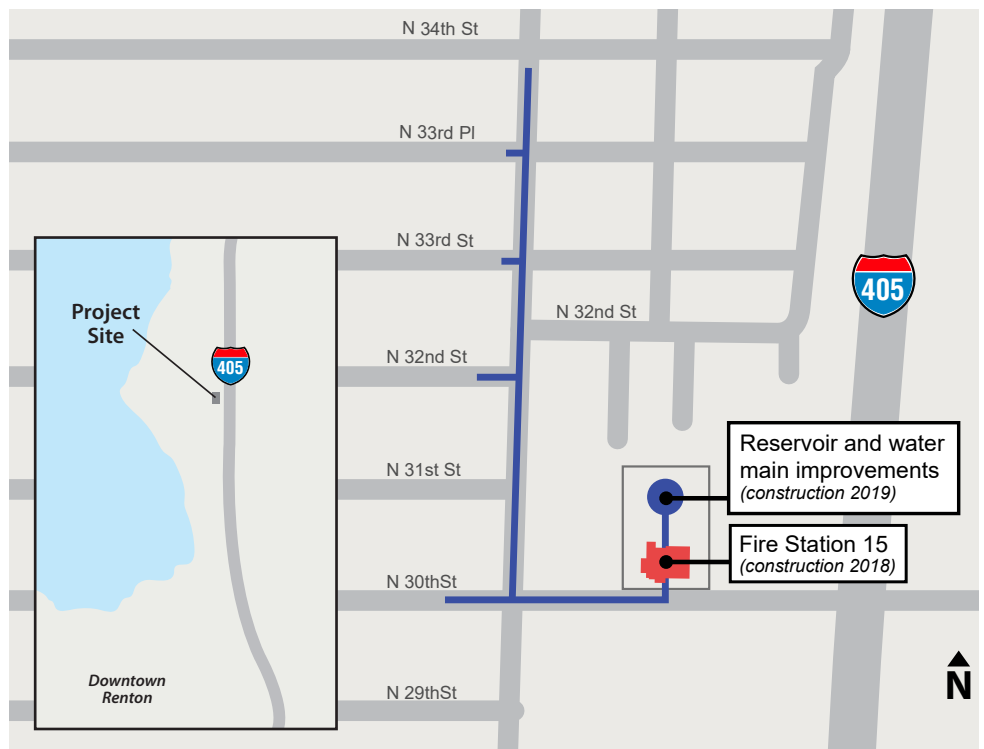 N 34th St
N 33rd Pl
N 33rd St
405
N 32nd St
Project
Site
N 32nd St
405
Reservoir and water
main improvements
(construction 2019)
N 31st St
Fire Station 15
(construction 2018)
N 30thSt
N
Downtown
Renton
N 29thSt